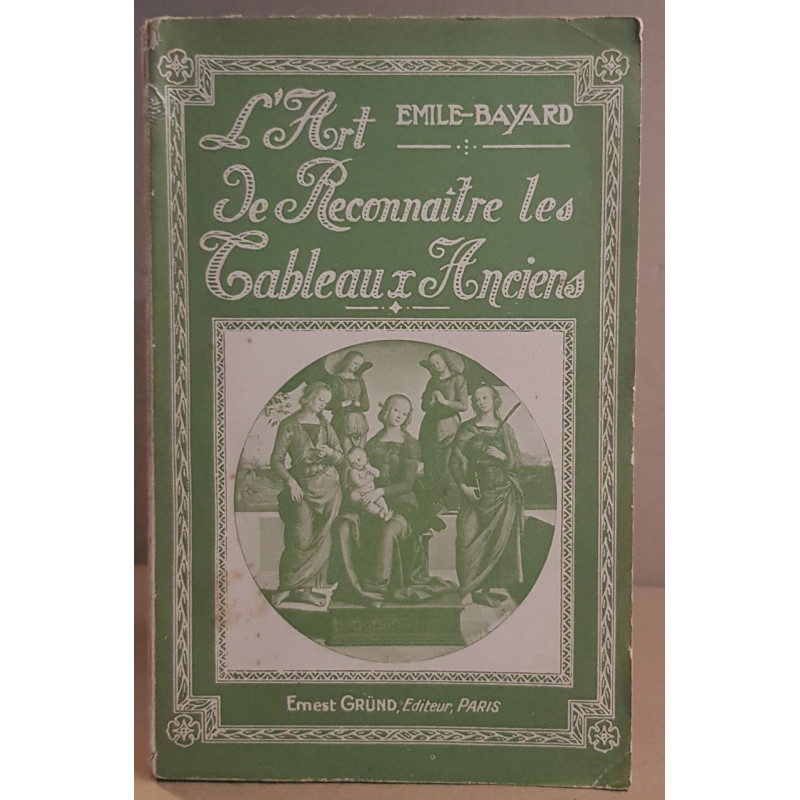 L'Art EMILE-BAYARD
de Reconnaître les
Tableaux Anciens
Ernest GRÜND, Editeur, PARIS